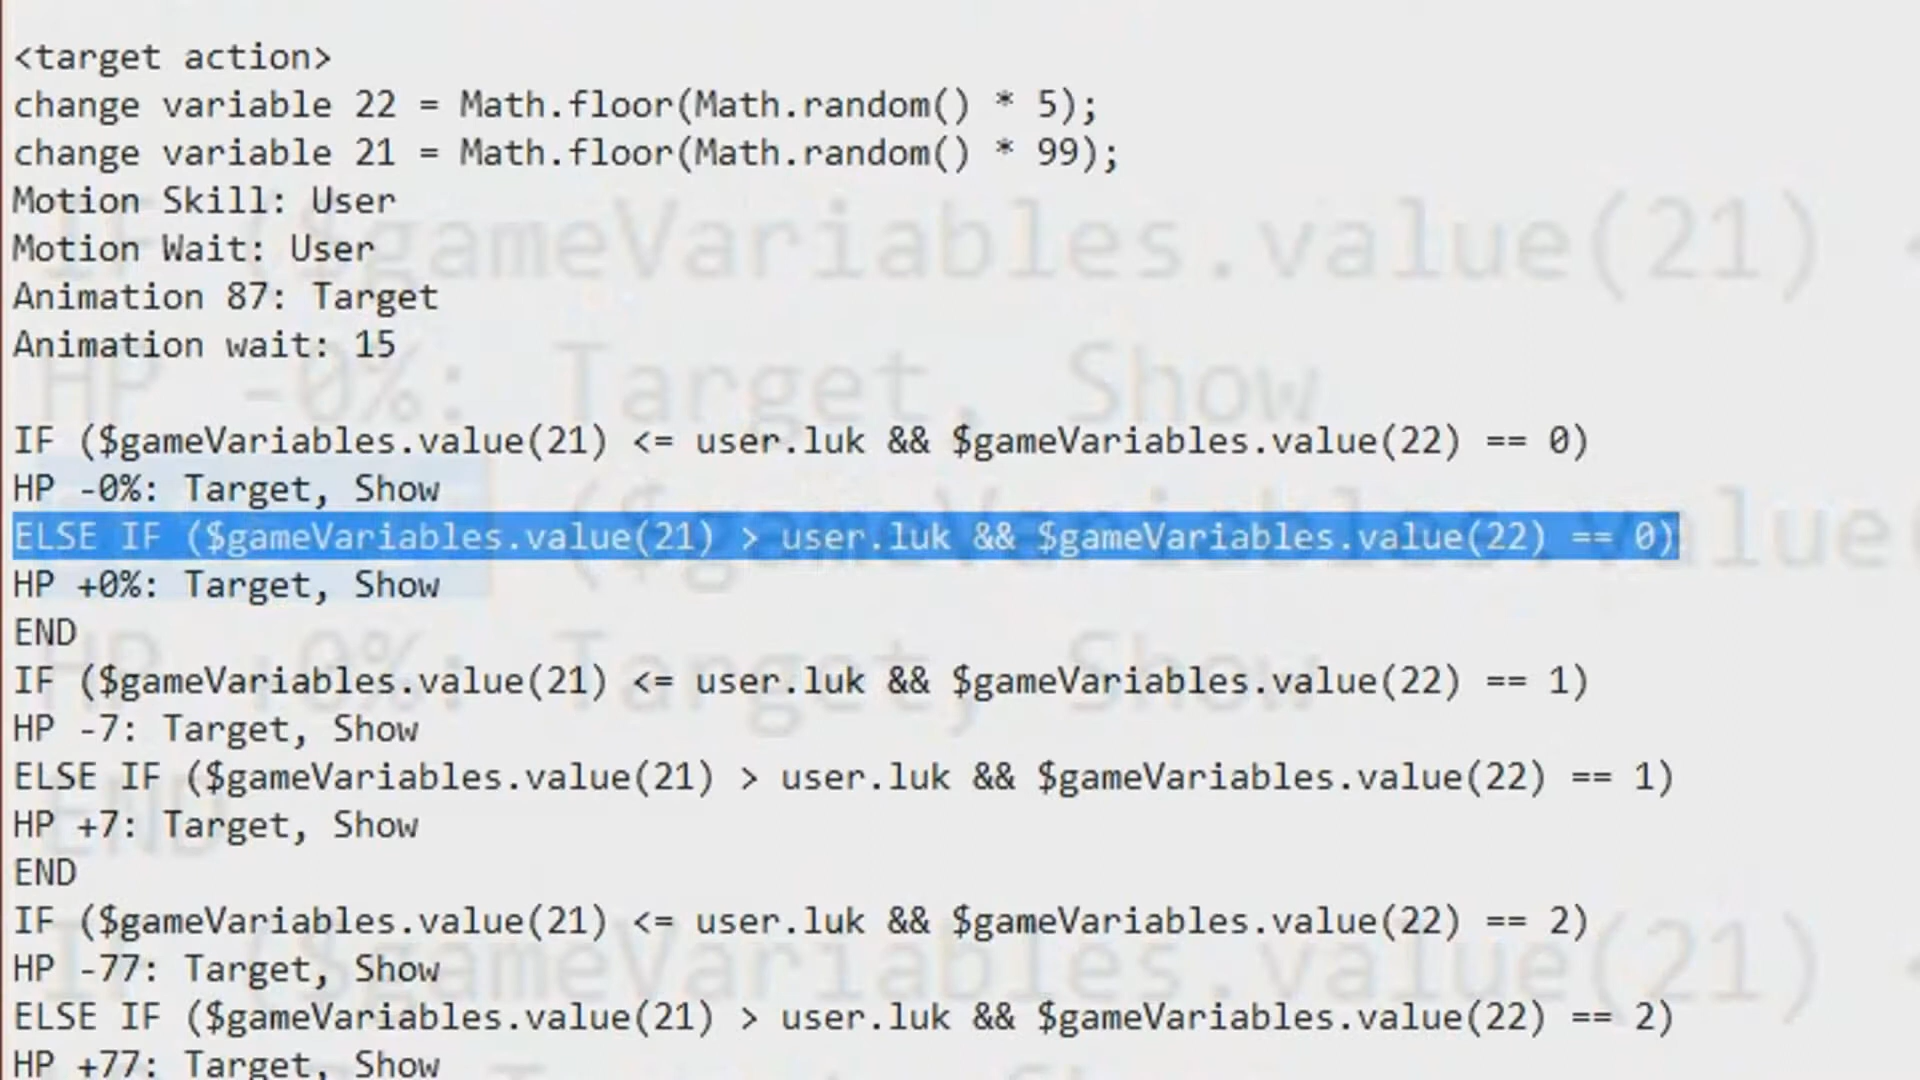 <target action>
change variable 22 = Math.floor(Math.random() * 5);
change variable 21 = Math.floor(Math.random() * 99);
Motion Skill: User
Motion Wait: User
Animation 87: Target
Animation wait: 15
IF ($gameVariables.value(21) <= user.luk && $gameVariables.value(22) == 0)
HP -0%: Target, Show
ELSE IF ($gameVariables.value(21) > user.luk && $gameVariables.value(22) == 0)
HP +0%: Target, Show
END
IF ($gameVariables.value(21) <= user.luk && $gameVariables.value(22) == 1)
HP -7: Target, Show
ELSE IF ($gameVariables.value(21) > user.luk && $gameVariables.value(22) == 1)
HP +7: Target, Show
END
IF ($gameVariables.value(21) <= user.luk && $gameVariables.value(22) == 2)
HP -77: Target, Show
ELSE IF ($gameVariables.value(21) > user.luk && $gameVariables.value(22) == 2)
HP +77: Target, Show